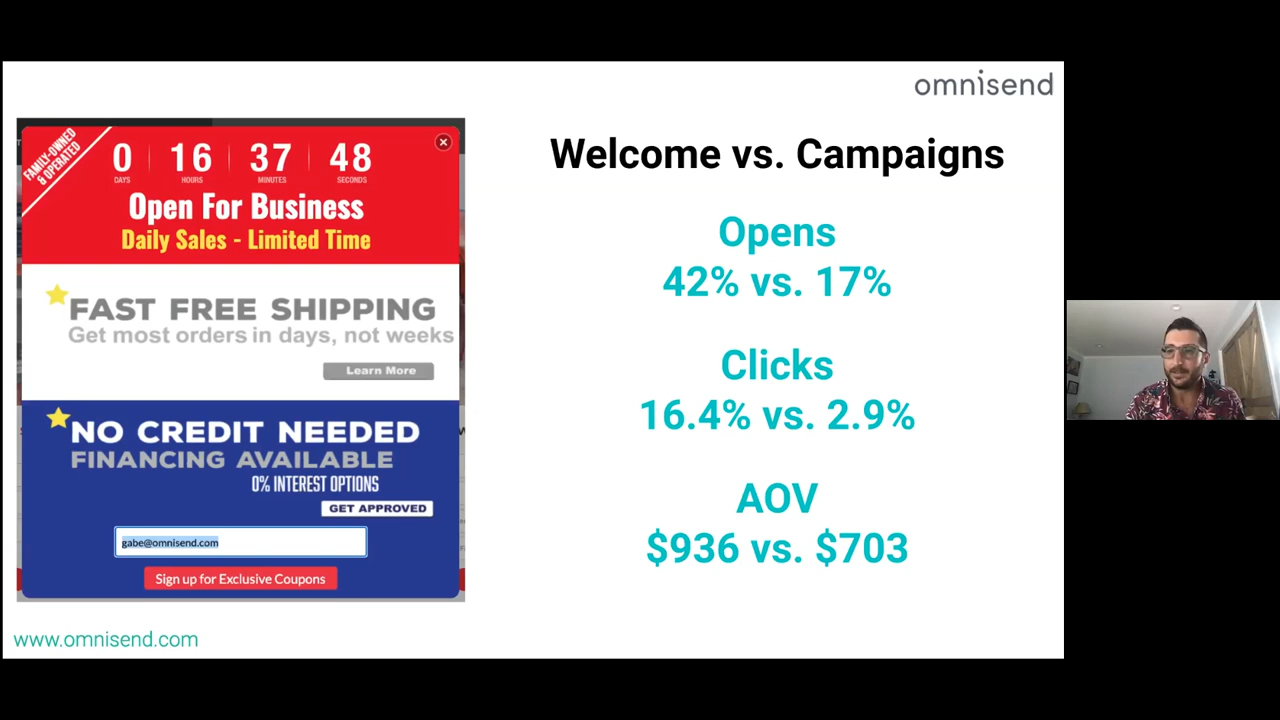 omnisend
FAMILY-OWNED
& OPERATED
0 16 37 48
DAYS HOURS MINUTES SECONDS
Open For Business
Daily Sales - Limited Time
FAST FREE SHIPPING
Get most orders in days, not weeks
Learn More
NO CREDIT NEEDED
FINANCING AVAILABLE
0% INTEREST OPTIONS
GET APPROVED
gabe@omnisend.com
Sign up for Exclusive Coupons
Welcome vs. Campaigns
Opens
42% vs. 17%
Clicks
16.4% vs. 2.9%
AOV
$936 vs. $703
www.omnisend.com